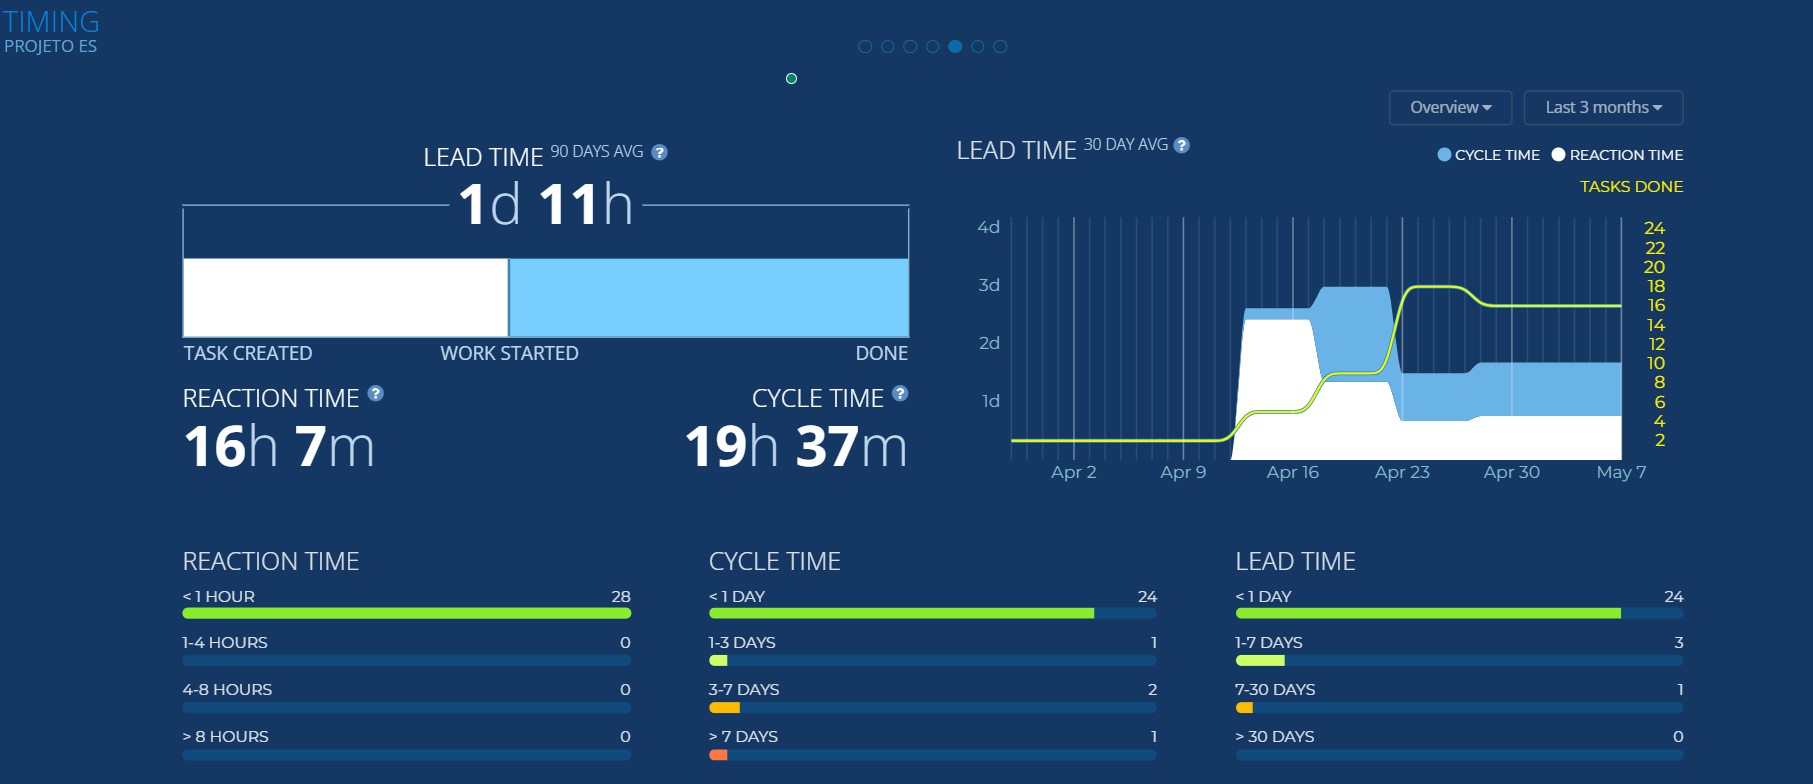 TIMING
PROJETO ES
Overview
Last 3 months
LEAD TIME 90 DAYS AVG ?
1d 11h
TASK CREATED
WORK STARTED
DONE
REACTION TIME ?
16h 7m
CYCLE TIME ?
19h 37m
LEAD TIME 30 DAY AVG ?
CYCLE TIME
REACTION TIME
TASKS DONE
4d
3d
2d
1d
24
22
20
18
16
14
12
10
8
6
4
2
Apr 2
Apr 9
Apr 16
Apr 23
Apr 30
May 7
REACTION TIME
< 1 HOUR 28
1-4 HOURS 0
4-8 HOURS 0
> 8 HOURS 0
CYCLE TIME
< 1 DAY 24
1-3 DAYS 1
3-7 DAYS 2
> 7 DAYS 1
LEAD TIME
< 1 DAY 24
1-7 DAYS 3
7-30 DAYS 1
> 30 DAYS 0